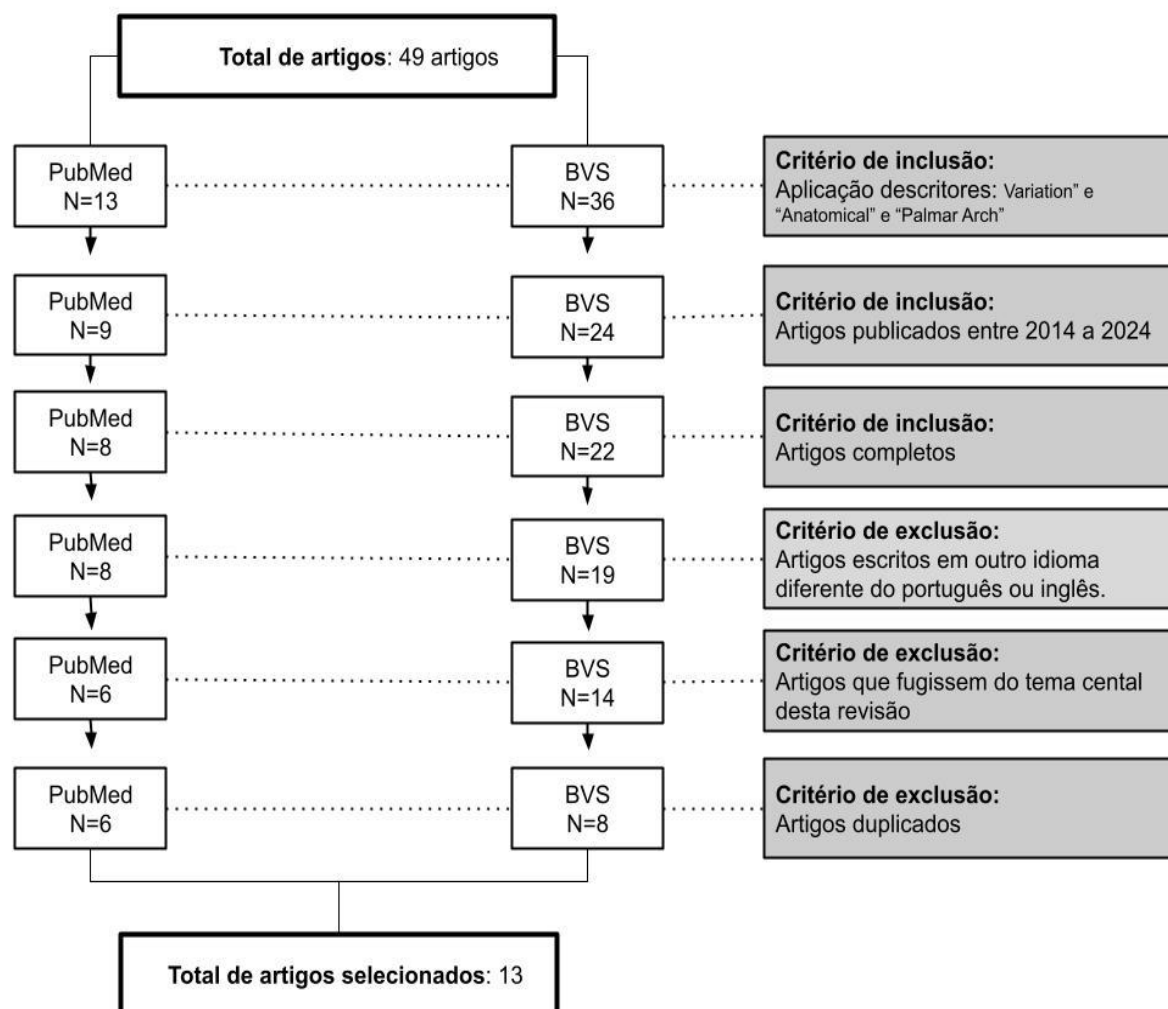 Total de artigos: 49 artigos
PubMed
N=13
BVS
N=36
Critério de inclusão:
Aplicação descritores: Variation” e
“Anatomical” e “Palmar Arch”
PubMed
N=9
BVS
N=24
Critério de inclusão:
Artigos publicados entre 2014 a 2024
PubMed
N=8
BVS
N=22
Critério de inclusão:
Artigos completos
PubMed
N=8
BVS
N=19
Critério de exclusão:
Artigos escritos em outro idioma
diferente do português ou inglês.
PubMed
N=6
BVS
N=14
Critério de exclusão:
Artigos que fugissem do tema cental
desta revisão
PubMed
N=6
BVS
N=8
Critério de exclusão:
Artigos duplicados
Total de artigos selecionados: 13